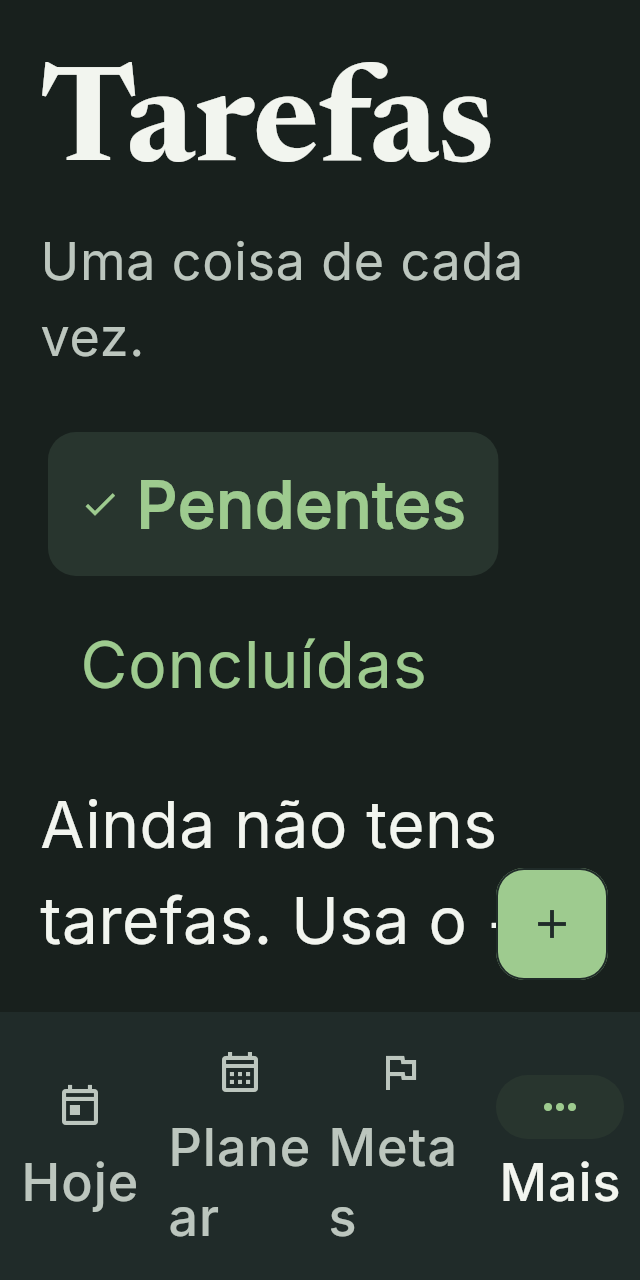 Tarefas
Uma coisa de cada
vez.
Pendentes
Concluídas
Ainda não tens
tarefas. Usa o
Hoje
Plane
ar
Meta
s
Mais